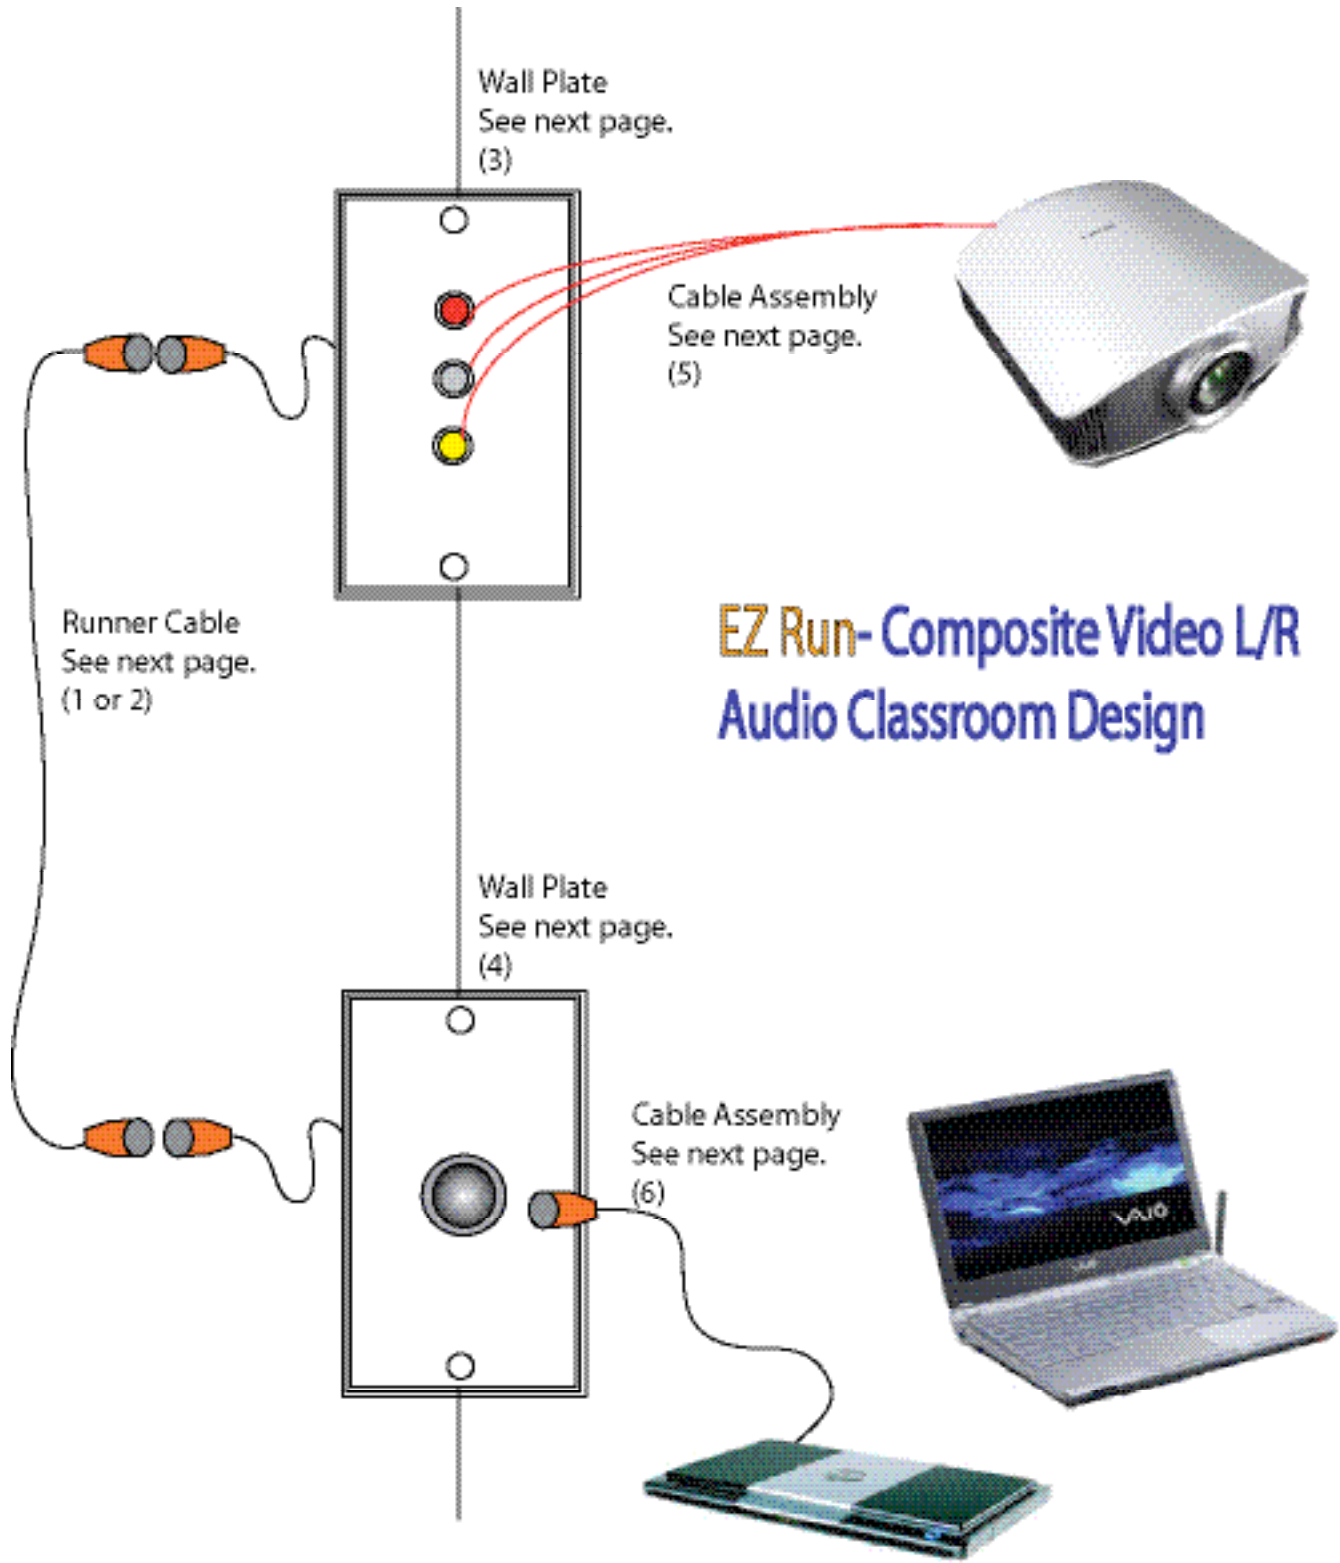 Wall Plate
See next page.
(3)
Cable Assembly
See next page.
(5)
Runner Cable
See next page.
(1 or 2)
EZ Run- Composite Video L/R
Audio Classroom Design
Wall Plate
See next page.
(4)
Cable Assembly
See next page.
(6)
VAIO